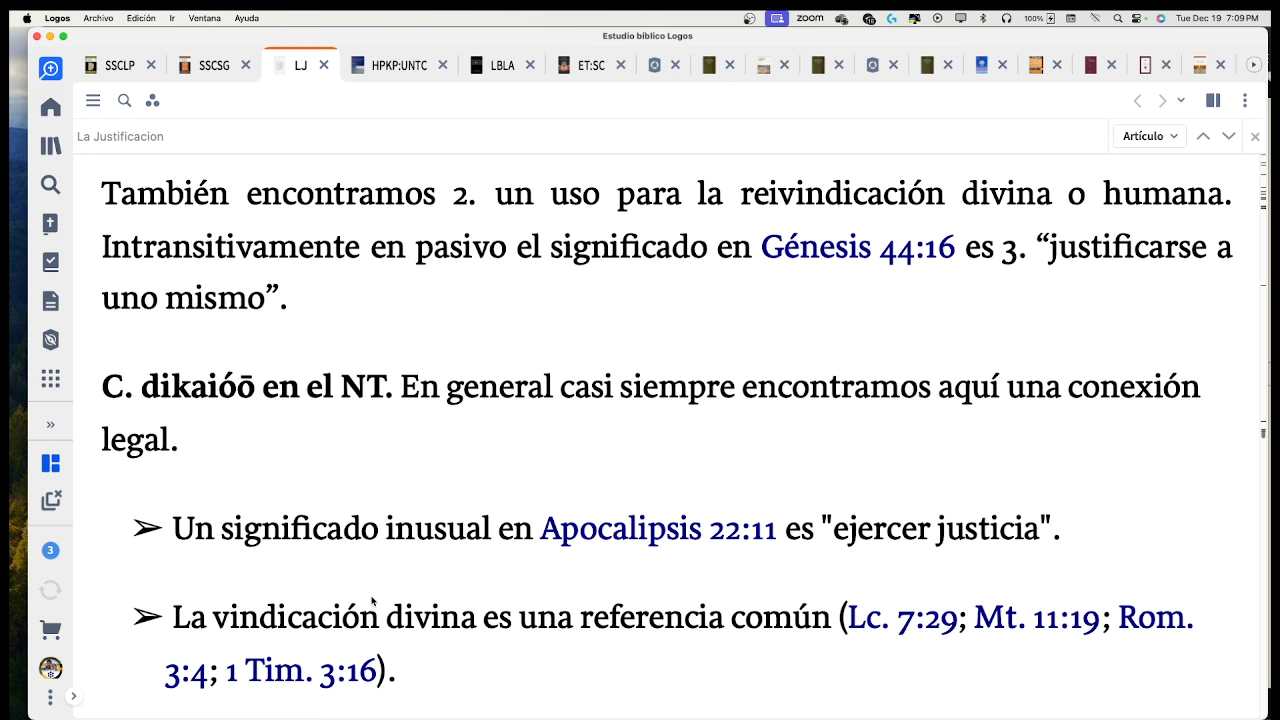 Logos Archivo Edición Ir Ventana Ayuda zoom 100% Tue Dec 19 7:09 PM
Estudio bíblico Logos
SSCLP SSCSG LJ HPKP:UNTC LBLA ET:SC
La Justificacion Artículo
También encontramos 2. un uso para la reivindicación divina o humana.
Intransitivamente en pasivo el significado en Génesis 44:16 es 3. “justificarse a
uno mismo”.
C. dikaióō en el NT. En general casi siempre encontramos aquí una conexión
legal.
➢ Un significado inusual en Apocalipsis 22:11 es "ejercer justicia".
➢ La vindicación divina es una referencia común (Lc. 7:29; Mt. 11:19; Rom.
3:4; 1 Tim. 3:16).
3